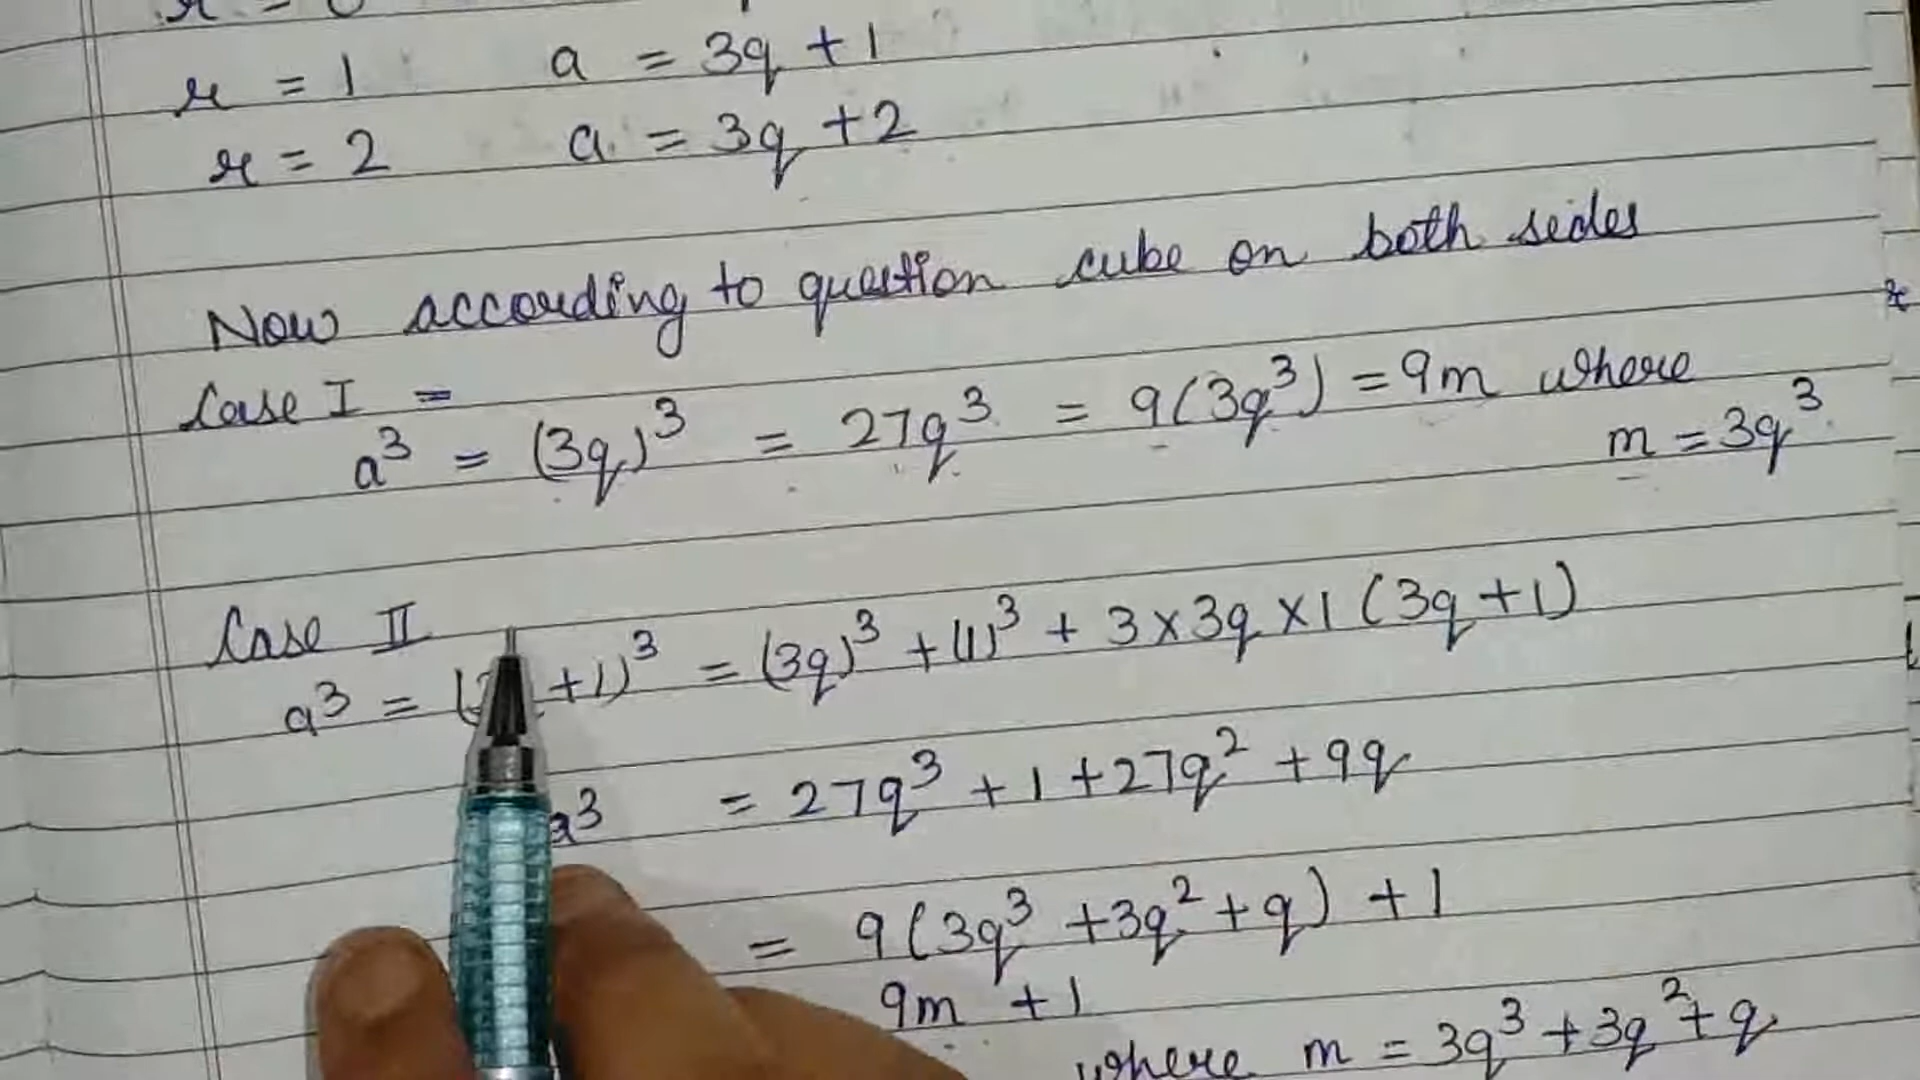 r = 1 a = 3q + 1
r = 2 a = 3q + 2
Now according to question cube on both sides
Case I =
a³ = (3q)³ = 27q³ = 9(3q³) = 9m where
m = 3q³
Case II
a³ = ( +1)³ = (3q)³ + (1)³ + 3 × 3q × 1 (3q + 1)
a³ = 27q³ + 1 + 27q² + 9q
= 9(3q³ + 3q² + q) + 1
9m + 1
where m = 3q³ + 3q² + q